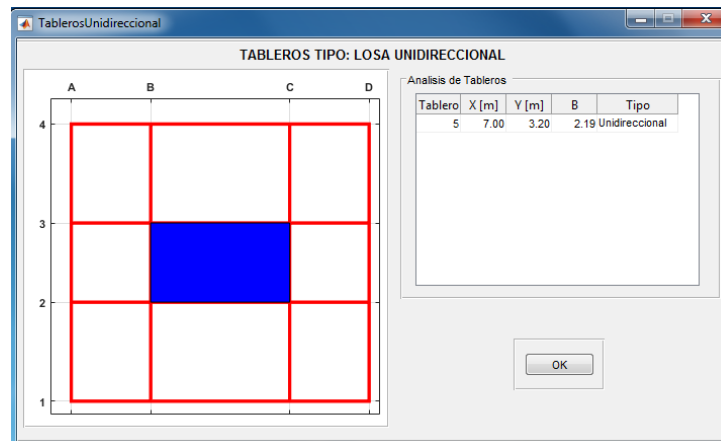 TablerosUnidireccional
TABLEROS TIPO: LOSA UNIDIRECCIONAL
A B C D
4
3
2
1
Analisis de Tableros
Tablero X [m] Y [m] B Tipo
5 7.00 3.20 2.19 Unidireccional
OK